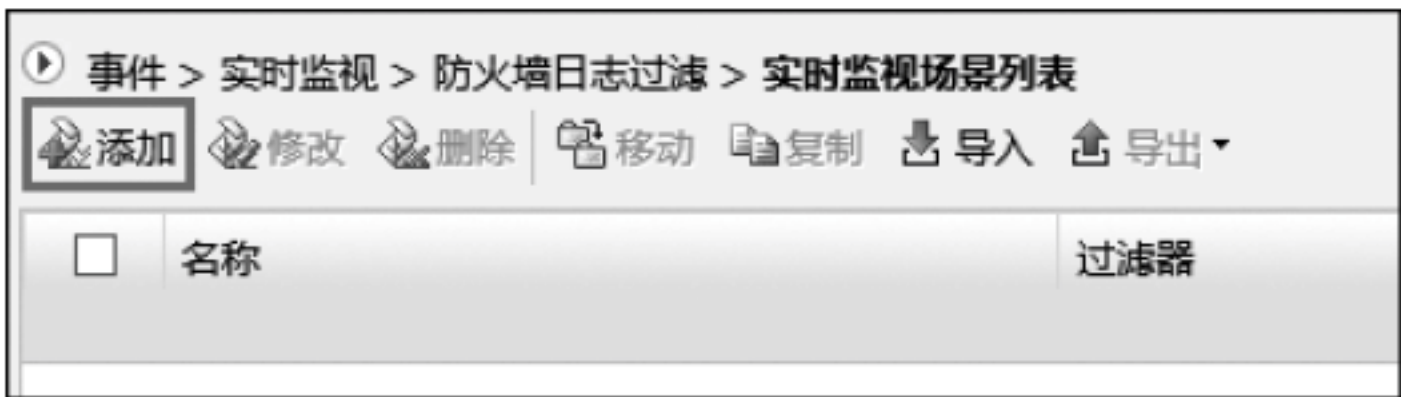 事件 > 实时监视 > 防火墙日志过滤 > 实时监视场景列表
添加 修改 删除 移动 复制 导入 导出
名称 过滤器